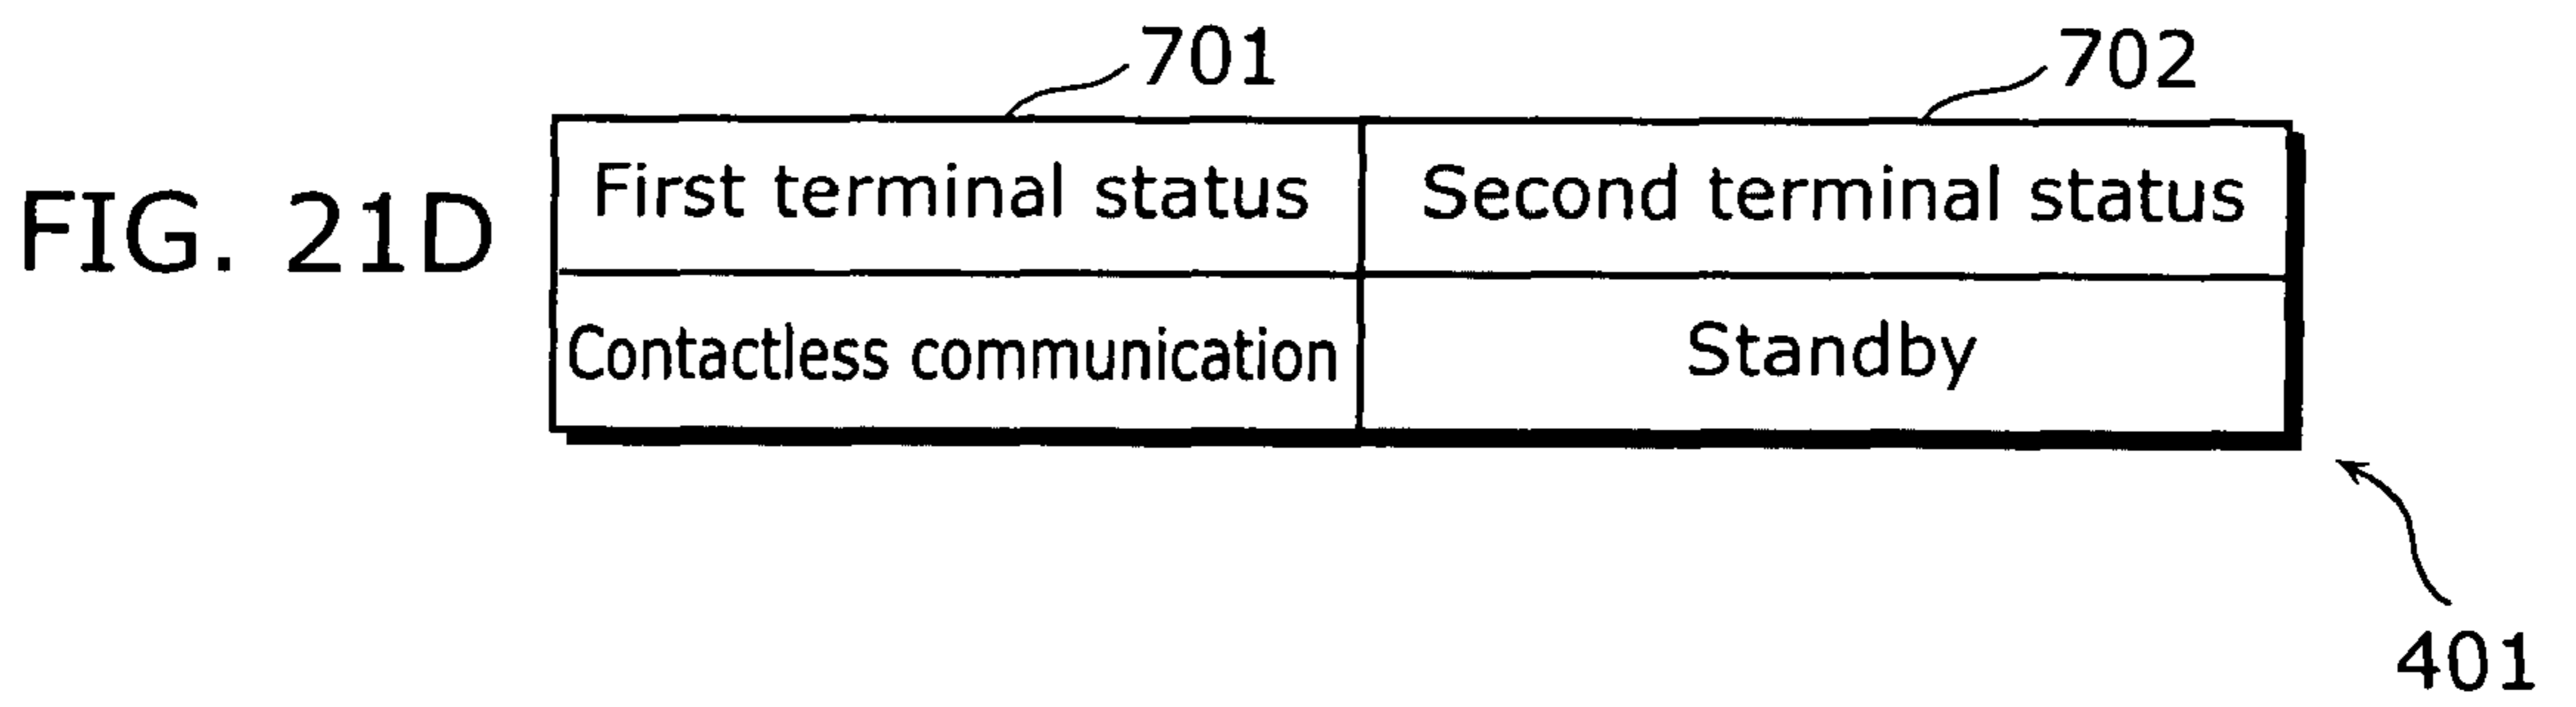 701 702
FIG. 21D
First terminal status Second terminal status
Contactless communication Standby
401